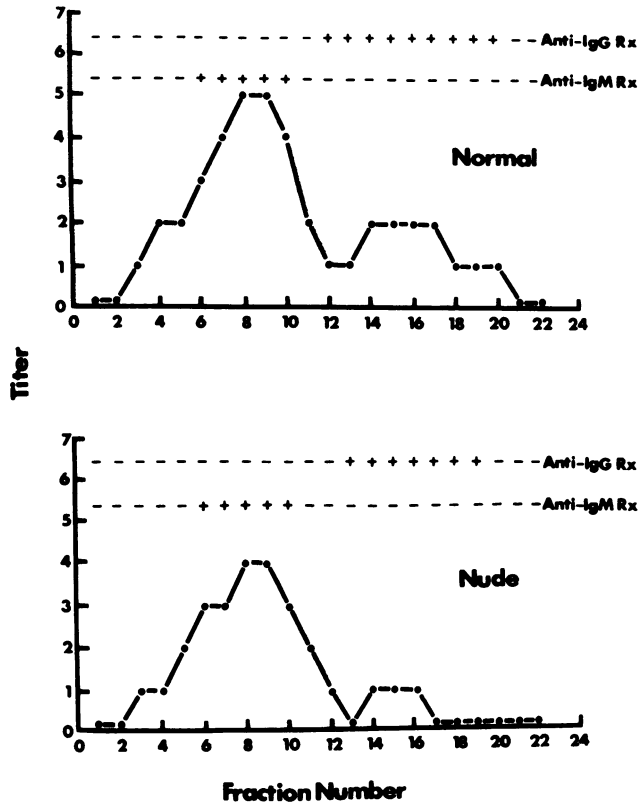 7
- - - - - - - - - - - + + + + + + + + + - - Anti-IgG Rx
6
- - - - - + + + + + - - - - - - - - - - - - Anti-IgM Rx
5
4
Normal
3
2
1
0
0 2 4 6 8 10 12 14 16 18 20 22 24
Titer
7
- - - - - - - - - - - - + + + + + + + - - - Anti-IgG Rx
6
- - - - - + + + + + - - - - - - - - - - - - Anti-IgM Rx
5
4
Nude
3
2
1
0
0 2 4 6 8 10 12 14 16 18 20 22 24
Fraction Number